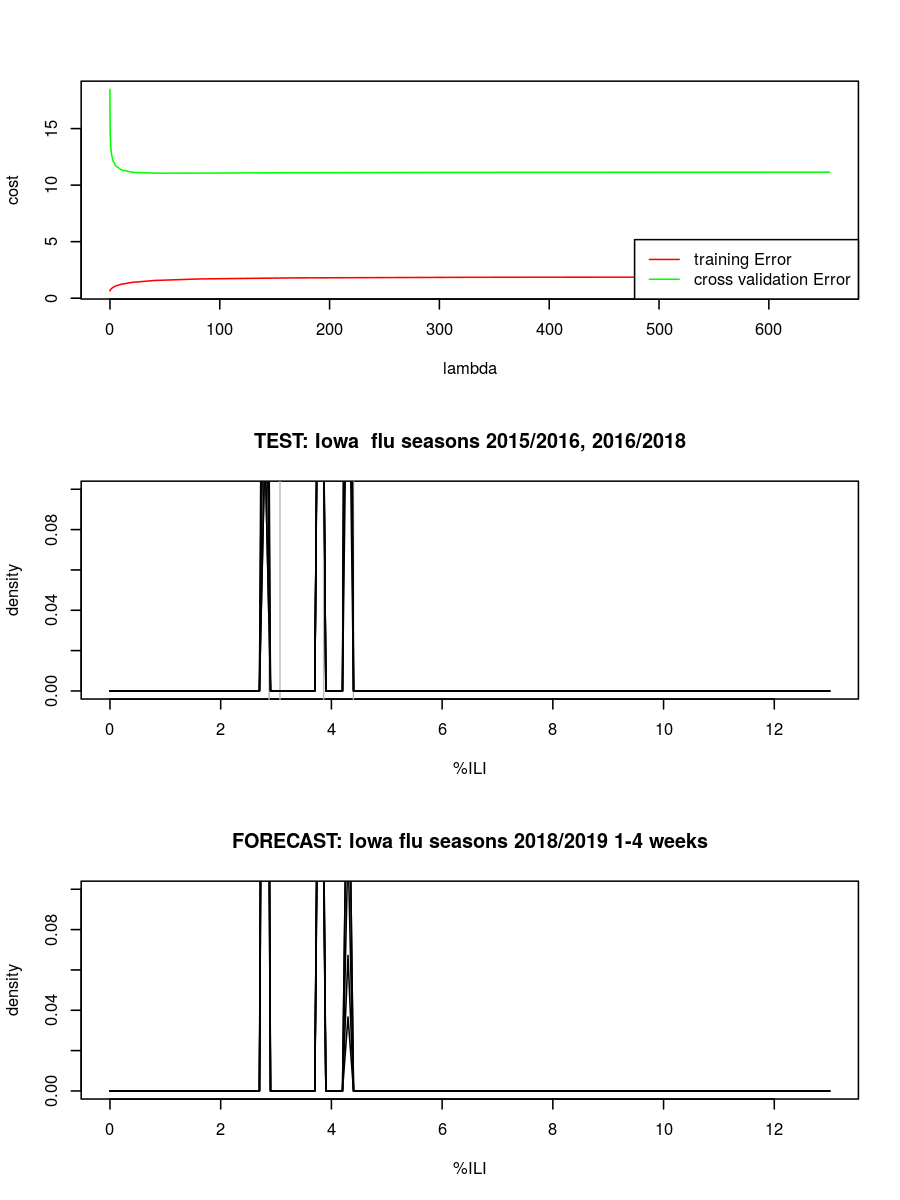 cost
15
10
5
0
training Error
cross validation Error
0 100 200 300 400 500 600
lambda
TEST: Iowa  flu seasons 2015/2016, 2016/2018
density
0.08
0.04
0.00
0 2 4 6 8 10 12
%ILI
FORECAST: Iowa flu seasons 2018/2019 1-4 weeks
density
0.08
0.04
0.00
0 2 4 6 8 10 12
%ILI